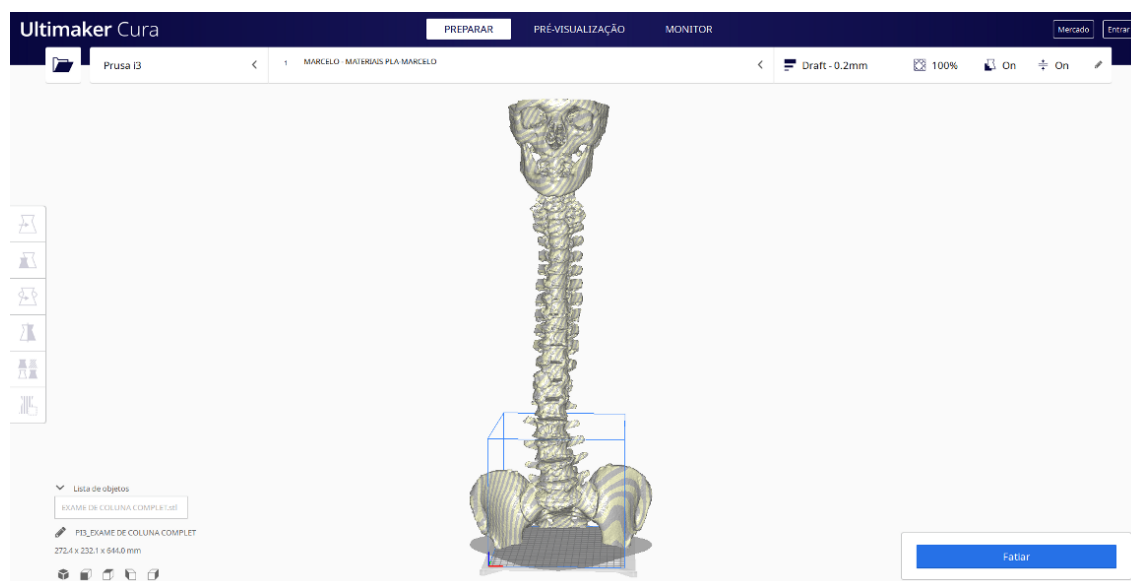 Ultimaker Cura
PREPARAR
PRÉ-VISUALIZAÇÃO
MONITOR
Mercado
Entrar
Prusa i3
1
MARCELO - MATERIAIS PLA-MARCELO
Draft - 0.2mm
100%
On
On
Lista de objetos
EXAME DE COLUNA COMPLET.stl
PI3_EXAME DE COLUNA COMPLET
272.4 x 232.1 x 644.0 mm
Fatiar